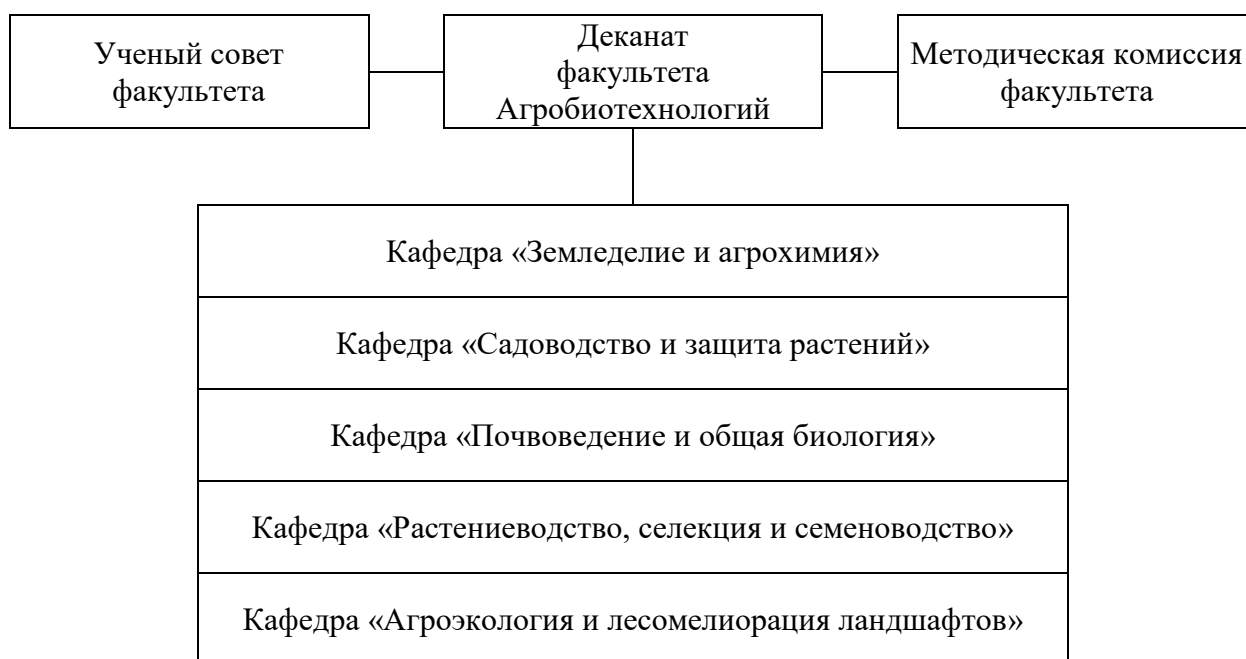 Ученый совет
факультета
Деканат
факультета
Агробиотехнологий
Методическая комиссия
факультета
Кафедра «Земледелие и агрохимия»
Кафедра «Садоводство и защита растений»
Кафедра «Почвоведение и общая биология»
Кафедра «Растениеводство, селекция и семеноводство»
Кафедра «Агроэкология и лесомелиорация ландшафтов»